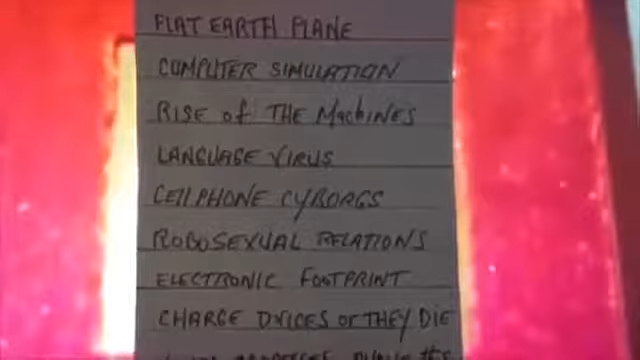 FLAT EARTH PLANE
COMPUTER SIMULATION
RISE of THE MachINES
LANGUAGE VIRUS
CELLPHONE CYBORGS
ROBOSEXUAL RELATIONS
ELECTRONIC FOOTPRINT
CHARGE DVICES or THEY DIE